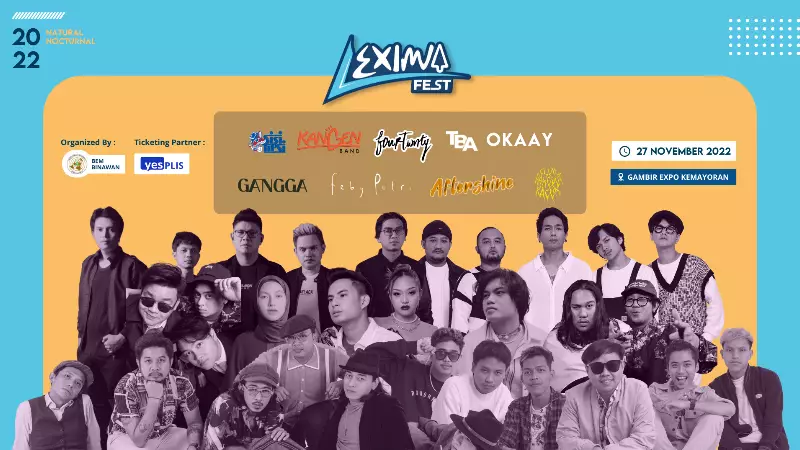 20
22
NATURAL
NOCTURNAL
LEXIMA
FEST
Organized By :
BEM
BINAWAN
Ticketing Partner :
yesPLIS
KANGEN
BAND
fourtwnty
TBA
OKAAY
GANGGA
Feby Putri
Aftershine
27 NOVEMBER 2022
GAMBIR EXPO KEMAYORAN